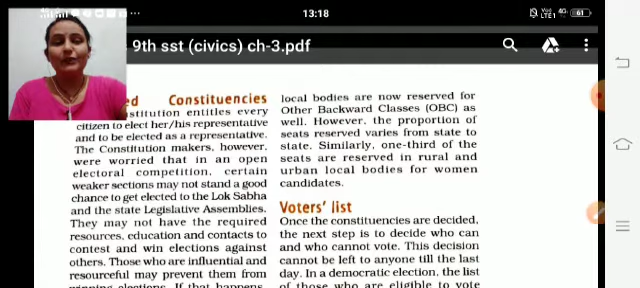 13:18
61
9th sst (civics) ch-3.pdf
ed Constituencies
stitution entitles every
citizen to elect her/his representative
and to be elected as a representative.
The Constitution makers, however,
were worried that in an open
electoral competition, certain
weaker sections may not stand a good
chance to get elected to the Lok Sabha
and the state Legislative Assemblies.
They may not have the required
resources, education and contacts to
contest and win elections against
others. Those who are influential and
resourceful may prevent them from
winning elections. If that happens,
local bodies are now reserved for
Other Backward Classes (OBC) as
well. However, the proportion of
seats reserved varies from state to
state. Similarly, one-third of the
seats are reserved in rural and
urban local bodies for women
candidates.
Voters' list
Once the constituencies are decided,
the next step is to decide who can
and who cannot vote. This decision
cannot be left to anyone till the last
day. In a democratic election, the list
of those who are eligible to vote